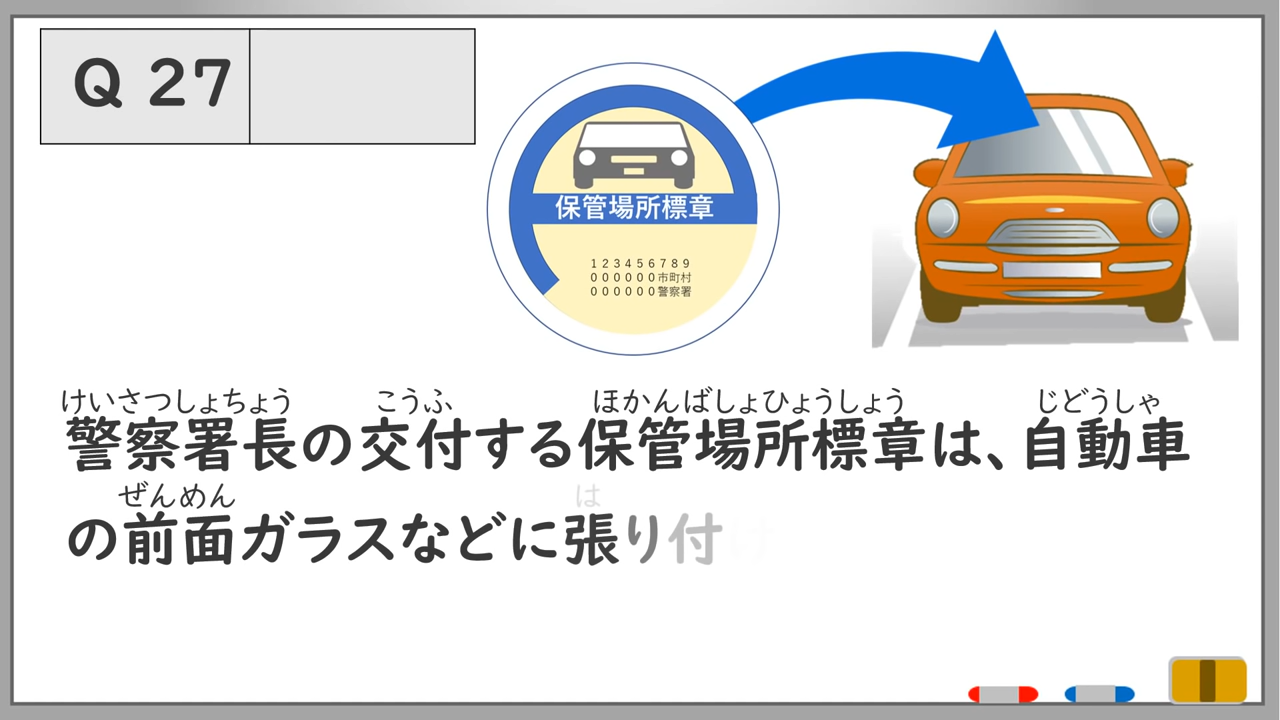 Q 27
保管場所標章
123456789
000000市町村
000000警察署
けいさつしょちょう こうふ ほかんばしょひょうしょう じどうしゃ
警察署長の交付する保管場所標章は、自動車
ぜんめん は
の前面ガラスなどに張り付け